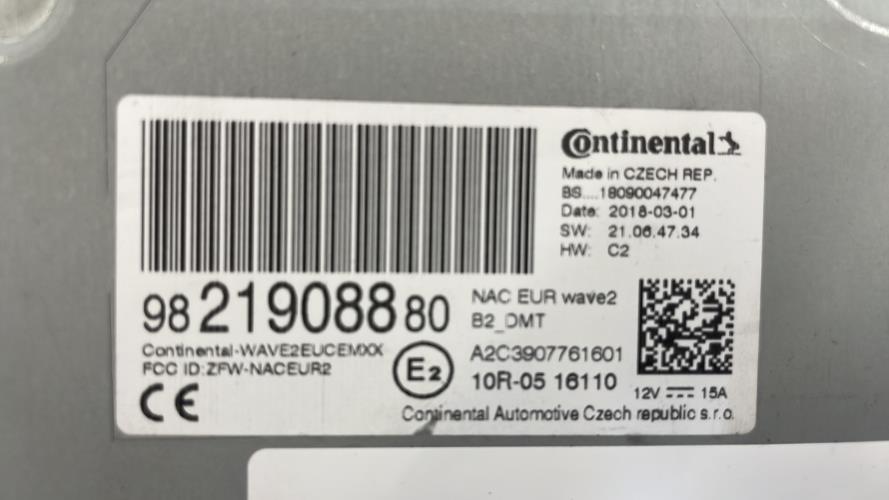 Continental
Made in CZECH REP.
BS....18090047477
Date: 2018-03-01
SW: 21.06.47.34
HW: C2
98 219088 80
NAC EUR wave2
B2_DMT
Continental-WAVE2EUCEMXX
FCC ID:ZFW-NACEUR2
E2
A2C3907761601
10R-05 16110
CE
12V 15A
Continental Automotive Czech republic s.r.o.